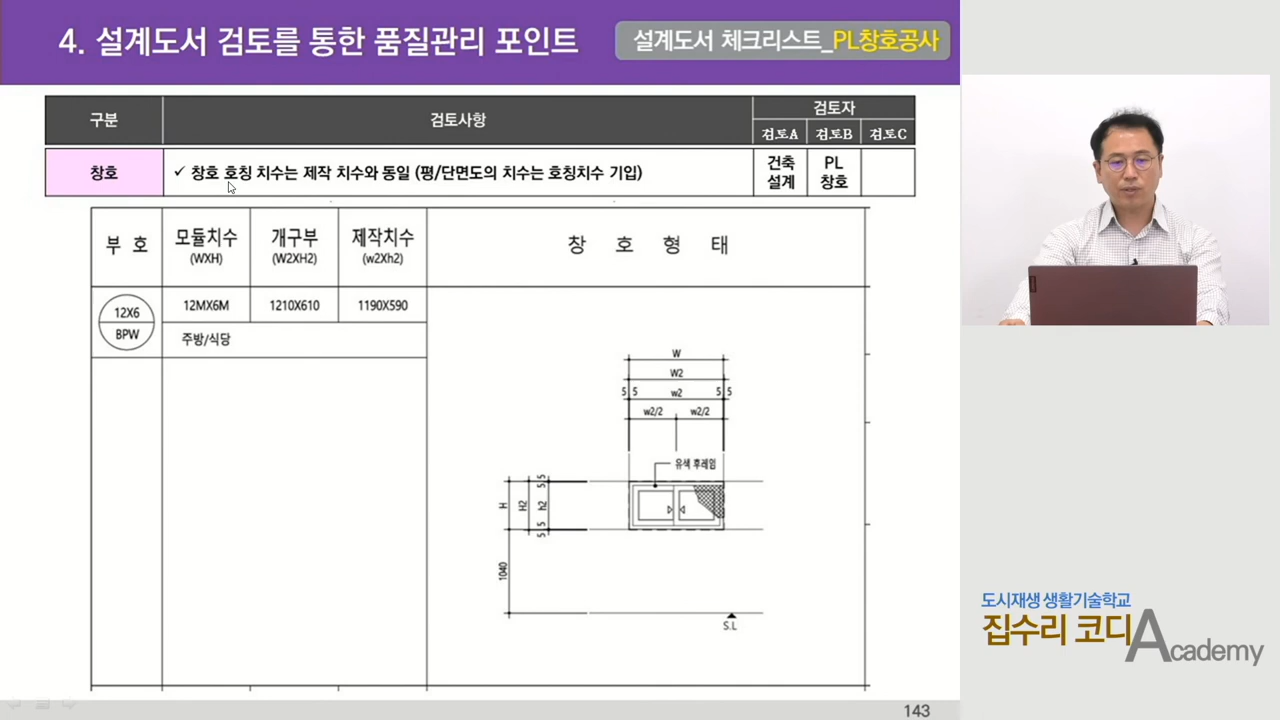 4. 설계도서 검토를 통한 품질관리 포인트
설계도서 체크리스트_PL창호공사
구분
검토사항
검토자
검토A
검토B
검토C
창호
✓ 창호 호칭 치수는 제작 치수와 동일 (평/단면도의 치수는 호칭치수 기입)
건축
설계
PL
창호
부 호
모듈치수
(WXH)
개구부
(W2XH2)
제작치수
(w2Xh2)
창 호 형 태
12X6
BPW
12MX6M
1210X610
1190X590
주방/식당
W
W2
5 5 w2 5 5
w2/2 w2/2
유색 후레임
H
H2
h2
5 5
5 5
1040
S.L
도시재생 생활기술학교
집수리 코디
Academy
143